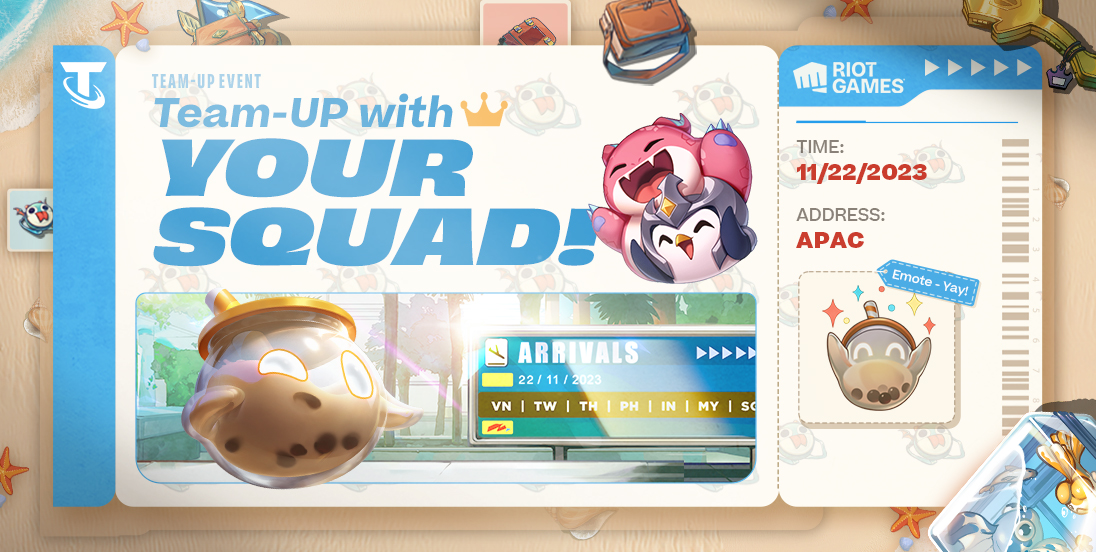 TEAM-UP EVENT
Team-UP with
YOUR
SQUAD!
ARRIVALS
22 / 11 / 2023
VN | TW | TH | PH | IN | MY | SG
RIOT
GAMES
TIME:
11/22/2023
ADDRESS:
APAC
Emote - Yay!